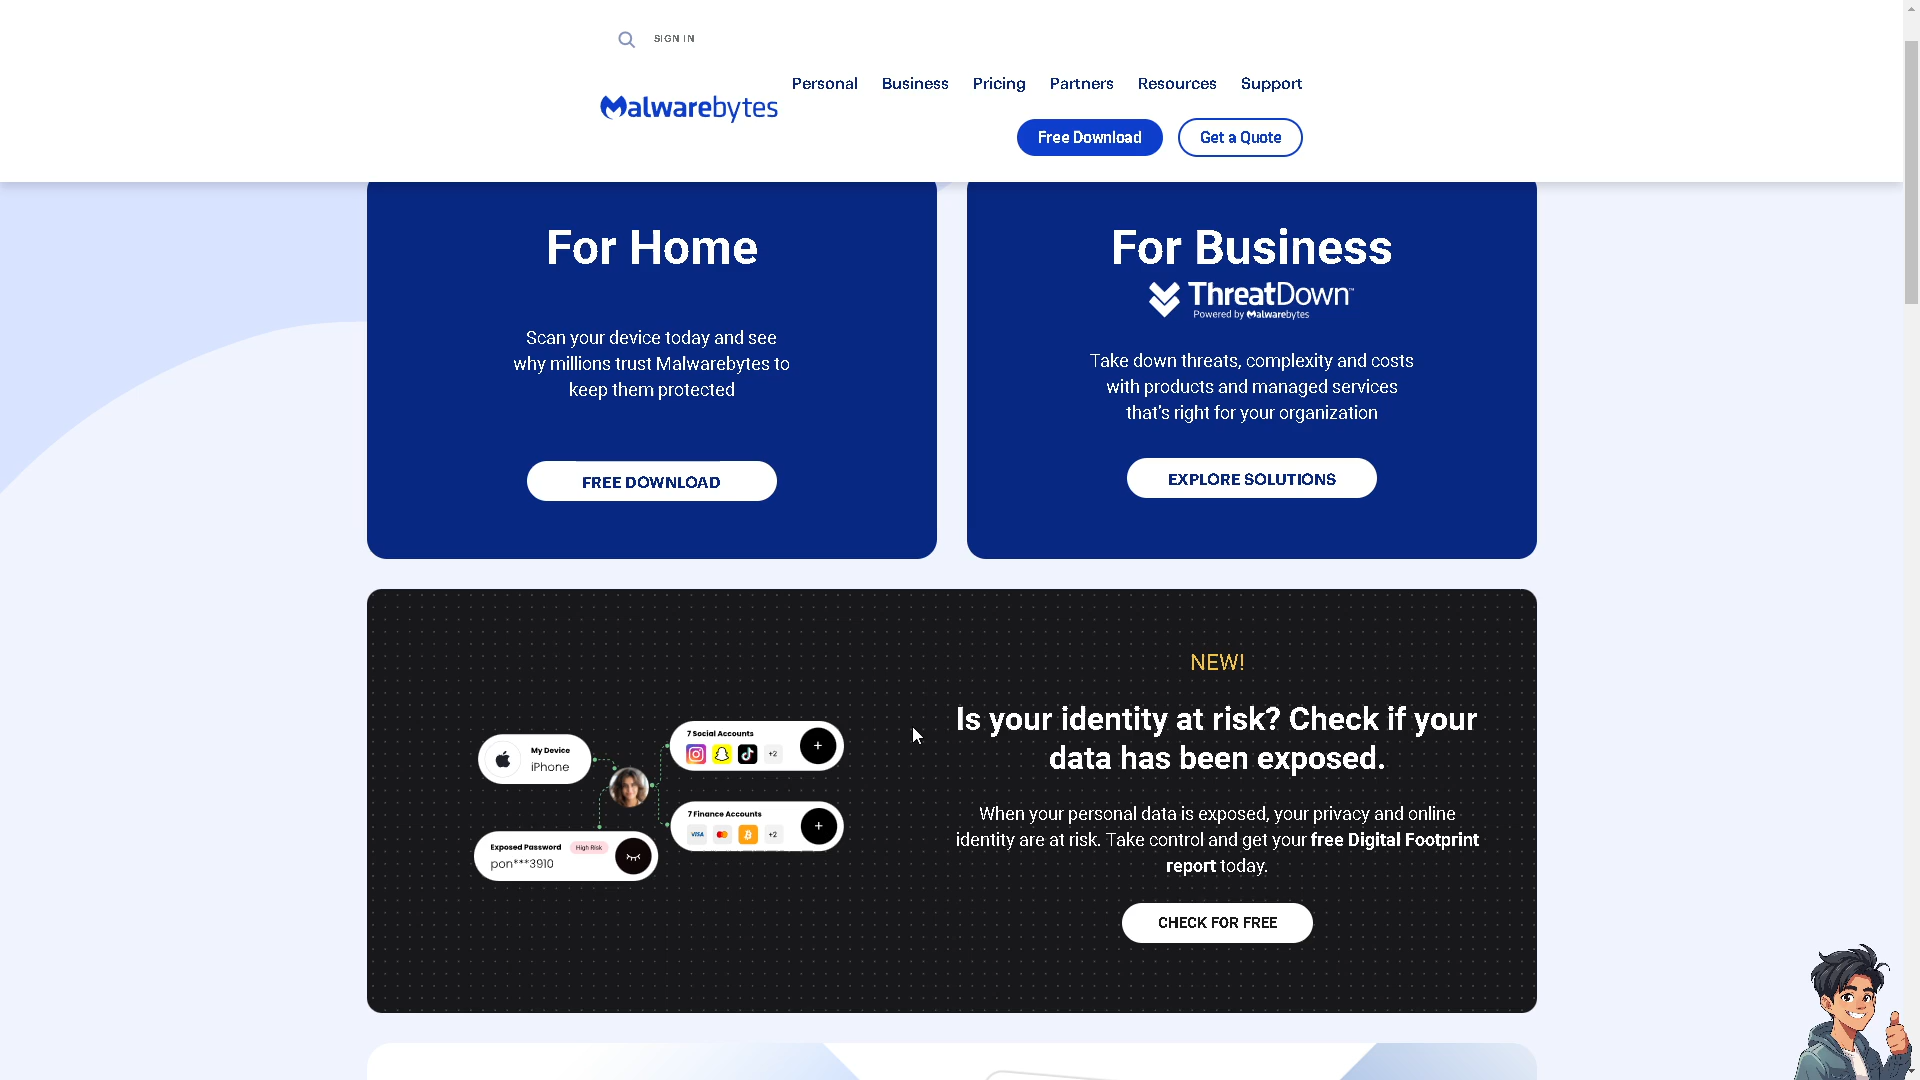 SIGN IN
Malwarebytes
Personal Business Pricing Partners Resources Support
Free Download Get a Quote
For Home
Scan your device today and see
why millions trust Malwarebytes to
keep them protected
FREE DOWNLOAD
For Business
ThreatDown™
Powered by Malwarebytes
Take down threats, complexity and costs
with products and managed services
that's right for your organization
EXPLORE SOLUTIONS
My Device
iPhone
7 Social Accounts
+2
+
7 Finance Accounts
VISA
+2
+
Exposed Password High Risk
pon***3910
NEW!
Is your identity at risk? Check if your
data has been exposed.
When your personal data is exposed, your privacy and online
identity are at risk. Take control and get your free Digital Footprint
report today.
CHECK FOR FREE